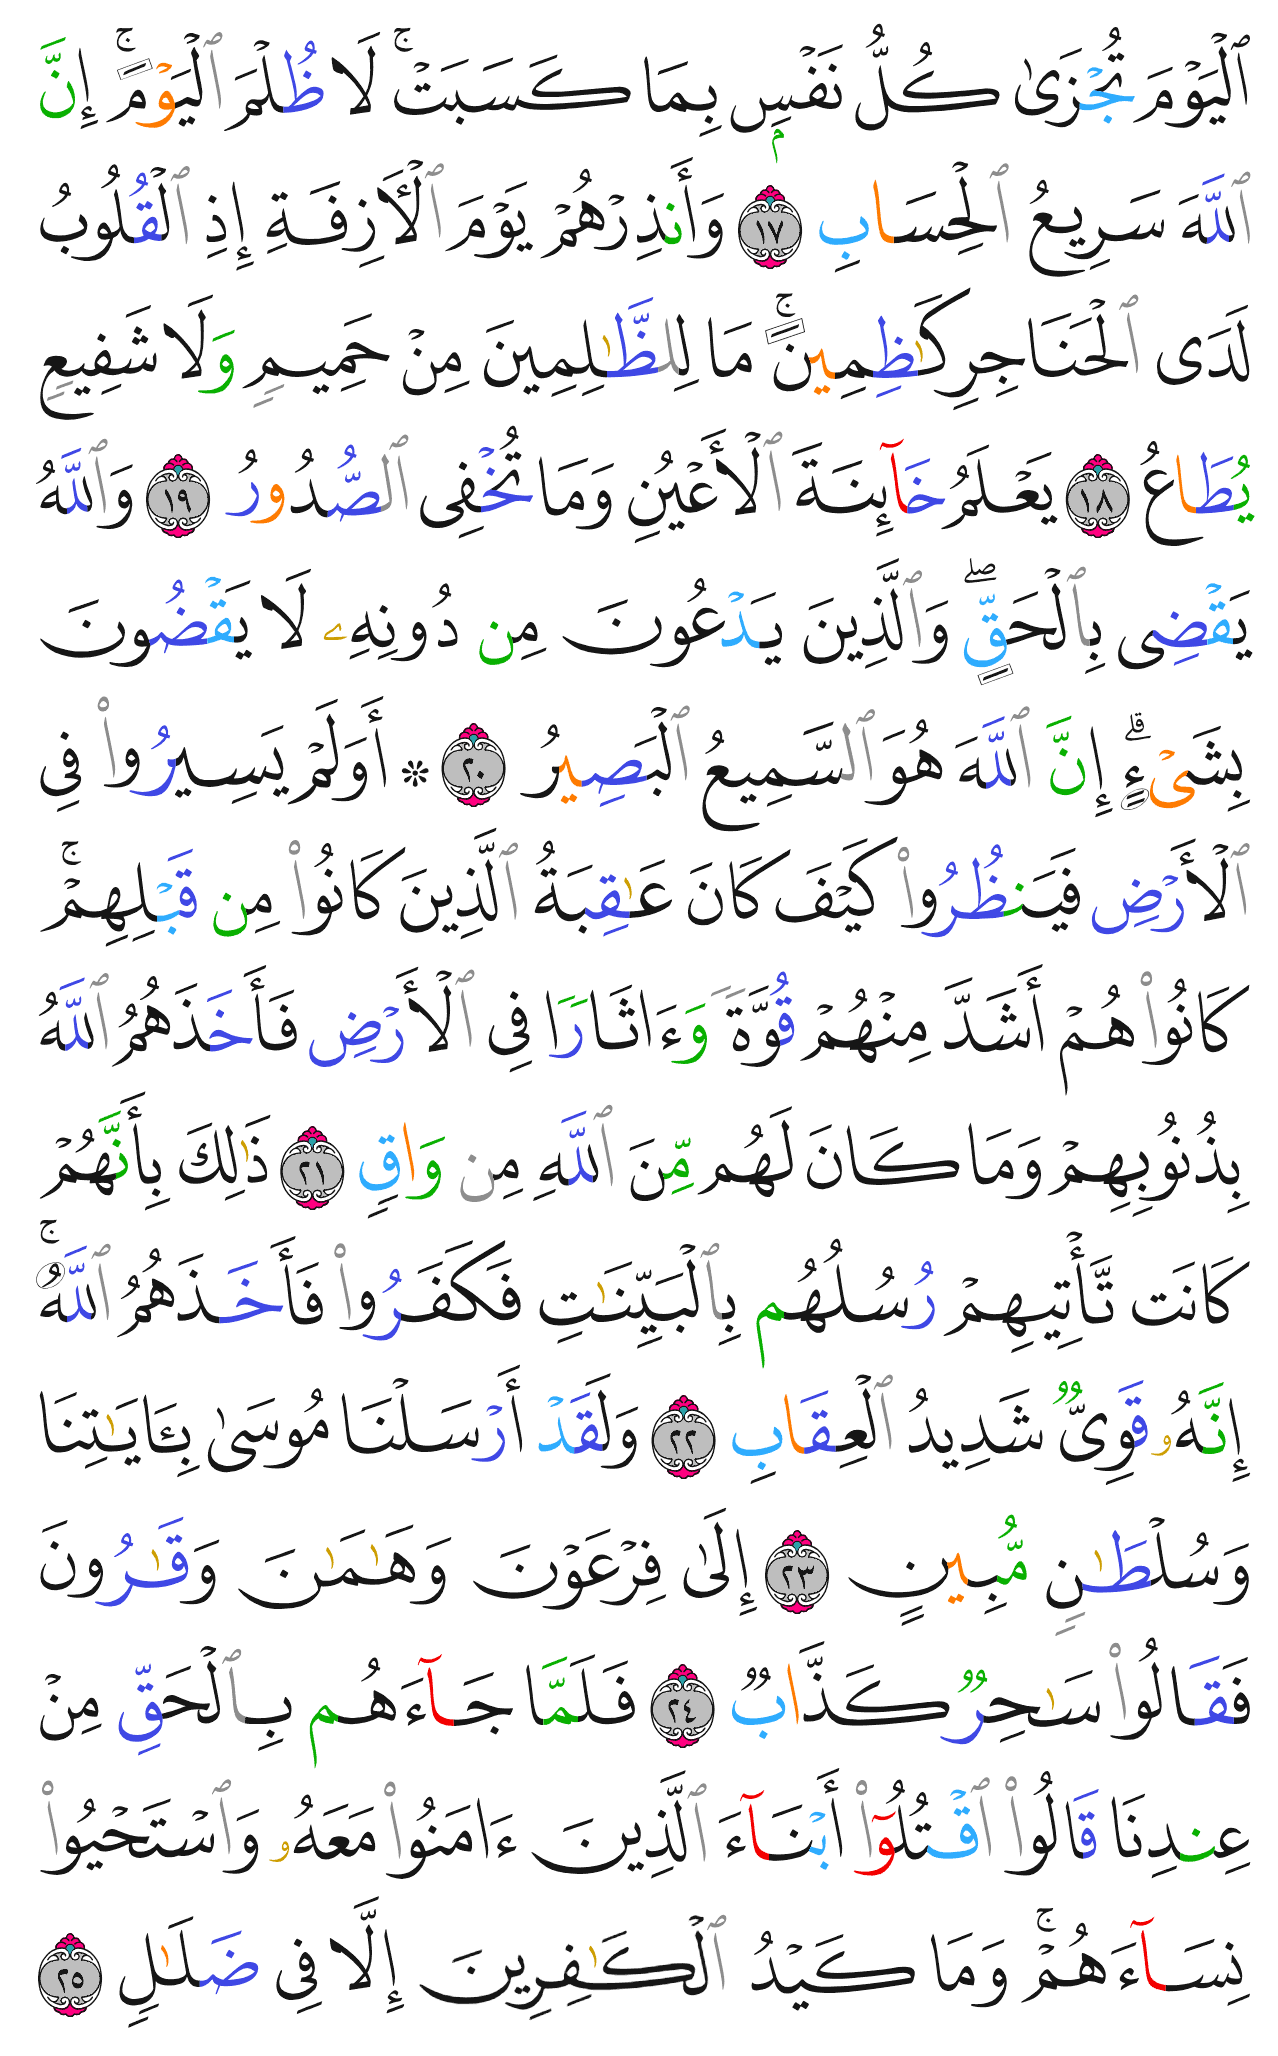 ٱلۡيَوۡمَ تُجۡزَىٰ كُلُّ نَفۡسِۭ بِمَا كَسَبَتۡۚ لَا ظُلۡمَ ٱلۡيَوۡمَۚ إِنَّ
ٱللَّهَ سَرِيعُ ٱلۡحِسَابِ ١٧ وَأَنذِرۡهُمۡ يَوۡمَ ٱلۡأٓزِفَةِ إِذِ ٱلۡقُلُوبُ
لَدَى ٱلۡحَنَاجِرِ كَٰظِمِينَۚ مَا لِلظَّٰلِمِينَ مِنۡ حَمِيمٖ وَلَا شَفِيعٖ
يُطَاعُ ١٨ يَعۡلَمُ خَآئِنَةَ ٱلۡأَعۡيُنِ وَمَا تُخۡفِى ٱلصُّدُورُ ١٩ وَٱللَّهُ
يَقۡضِى بِٱلۡحَقِّۖ وَٱلَّذِينَ يَدۡعُونَ مِن دُونِهِۦ لَا يَقۡضُونَ
بِشَىۡءٍۗ إِنَّ ٱللَّهَ هُوَ ٱلسَّمِيعُ ٱلۡبَصِيرُ ٢٠ ۞ أَوَلَمۡ يَسِيرُواْ فِى
ٱلۡأَرۡضِ فَيَنظُرُواْ كَيۡفَ كَانَ عَٰقِبَةُ ٱلَّذِينَ كَانُواْ مِن قَبۡلِهِمۡۚ
كَانُواْ هُمۡ أَشَدَّ مِنۡهُمۡ قُوَّةٗ وَءَاثَارٗا فِى ٱلۡأَرۡضِ فَأَخَذَهُمُ ٱللَّهُ
بِذُنُوبِهِمۡ وَمَا كَانَ لَهُم مِّنَ ٱللَّهِ مِن وَاقٖ ٢١ ذَٰلِكَ بِأَنَّهُمۡ
كَانَت تَّأۡتِيهِمۡ رُسُلُهُم بِٱلۡبَيِّنَٰتِ فَكَفَرُواْ فَأَخَذَهُمُ ٱللَّهُۚ
إِنَّهُۥ قَوِىّٞ شَدِيدُ ٱلۡعِقَابِ ٢٢ وَلَقَدۡ أَرۡسَلۡنَا مُوسَىٰ بِـَٔايَٰتِنَا
وَسُلۡطَٰنٖ مُّبِينٍ ٢٣ إِلَىٰ فِرۡعَوۡنَ وَهَٰمَٰنَ وَقَٰرُونَ
فَقَالُواْ سَٰحِرٞ كَذَّابٞ ٢٤ فَلَمَّا جَآءَهُم بِٱلۡحَقِّ مِنۡ
عِندِنَا قَالُواْ ٱقۡتُلُوٓاْ أَبۡنَآءَ ٱلَّذِينَ ءَامَنُواْ مَعَهُۥ وَٱسۡتَحۡيُواْ
نِسَآءَهُمۡۚ وَمَا كَيۡدُ ٱلۡكَٰفِرِينَ إِلَّا فِى ضَلَٰلٖ ٢٥